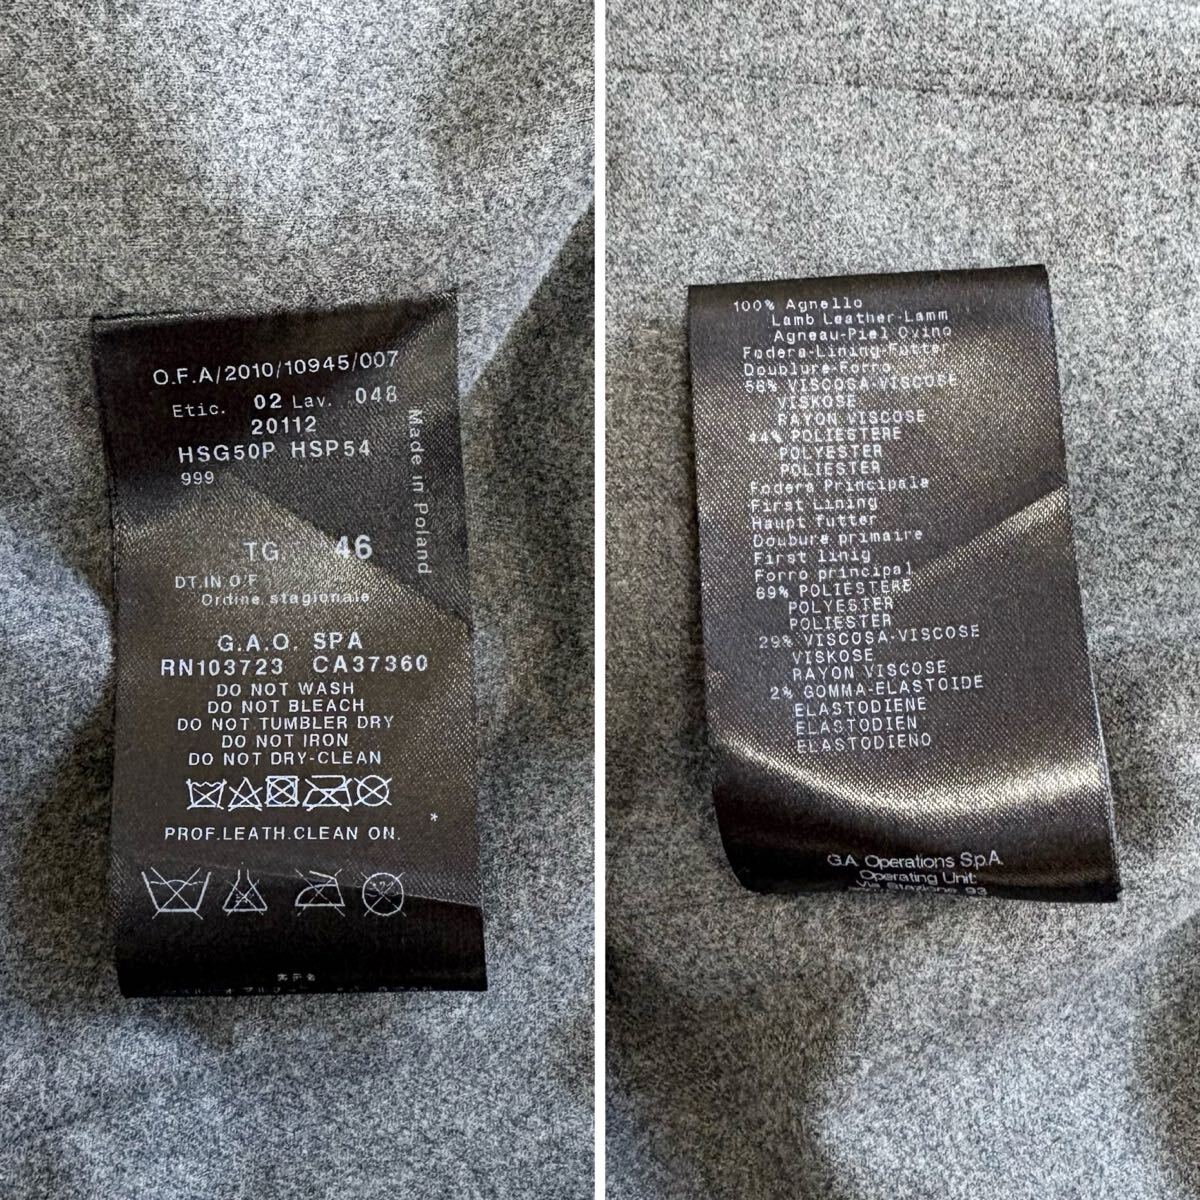 O.F.A/2010/10945/007
Etic. 02 Lav. 048
20112
HSG50P HSP54
999
Made in Poland
TG. 46
DT.IN.O/F
Ordine stagionale
G.A.O. SPA
RN103723 CA37360
DO NOT WASH
DO NOT BLEACH
DO NOT TUMBLER DRY
DO NOT IRON
DO NOT DRY-CLEAN
PROF.LEATH.CLEAN ON.
*
100% Agnello
Lamb Leather-Lamm
Agneau-Piel Ovino
Fodera-Lining-Futter
Doublure-Forro
56% VISCOSA-VISCOSE
VISKOSE
RAYON VISCOSE
44% POLIESTERE
POLYESTER
POLIESTER
Fodera Principale
First Lining
Haupt futter
Doubure primaire
First linig
Forro principal
69% POLIESTERE
POLYESTER
POLIESTER
29% VISCOSA-VISCOSE
VISKOSE
RAYON VISCOSE
2% GOMMA-ELASTOIDE
ELASTODIENE
ELASTODIEN
ELASTODIENO
GA Operations S.p.A.
Operating Unit:
Via Stazione, 93